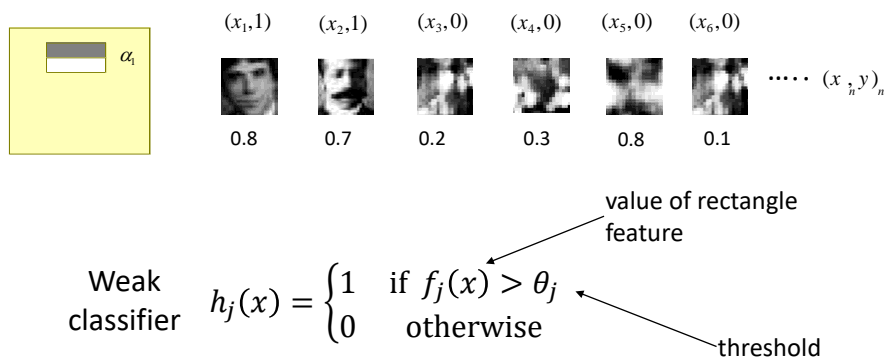 α₁
(x₁,1) (x₂,1) (x₃,0) (x₄,0) (x₅,0) (x₆,0) ····· (xₙ, y)ₙ
0.8 0.7 0.2 0.3 0.8 0.1
value of rectangle
feature
Weak
classifier
hⱼ(x) = { 1 if fⱼ(x) > θⱼ
0 otherwise
threshold